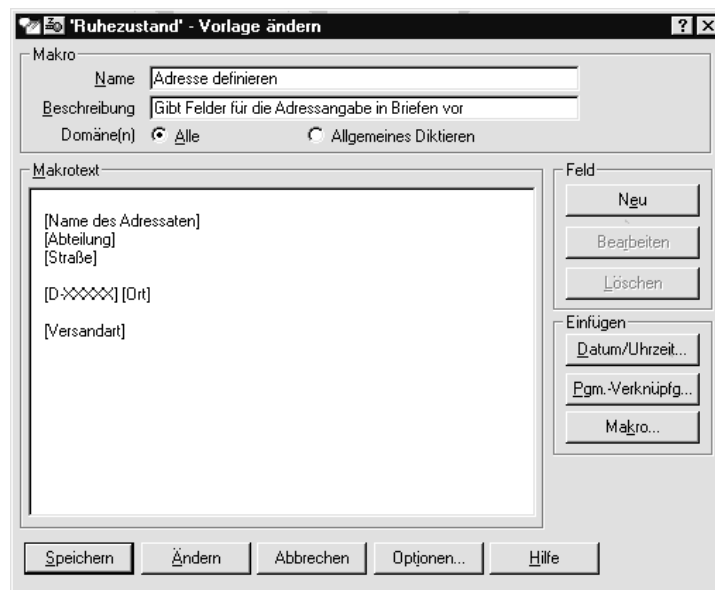 'Ruhezustand' - Vorlage ändern
Makro
Name Adresse definieren
Beschreibung Gibt Felder für die Adressangabe in Briefen vor
Domäne(n) Alle Allgemeines Diktieren
Makrotext
[Name des Adressaten]
[Abteilung]
[Straße]
[D-XXXXX] [Ort]
[Versandart]
Feld
Neu
Bearbeiten
Löschen
Einfügen
Datum/Uhrzeit...
Pgm.-Verknüpfg...
Makro...
Speichern Ändern Abbrechen Optionen... Hilfe